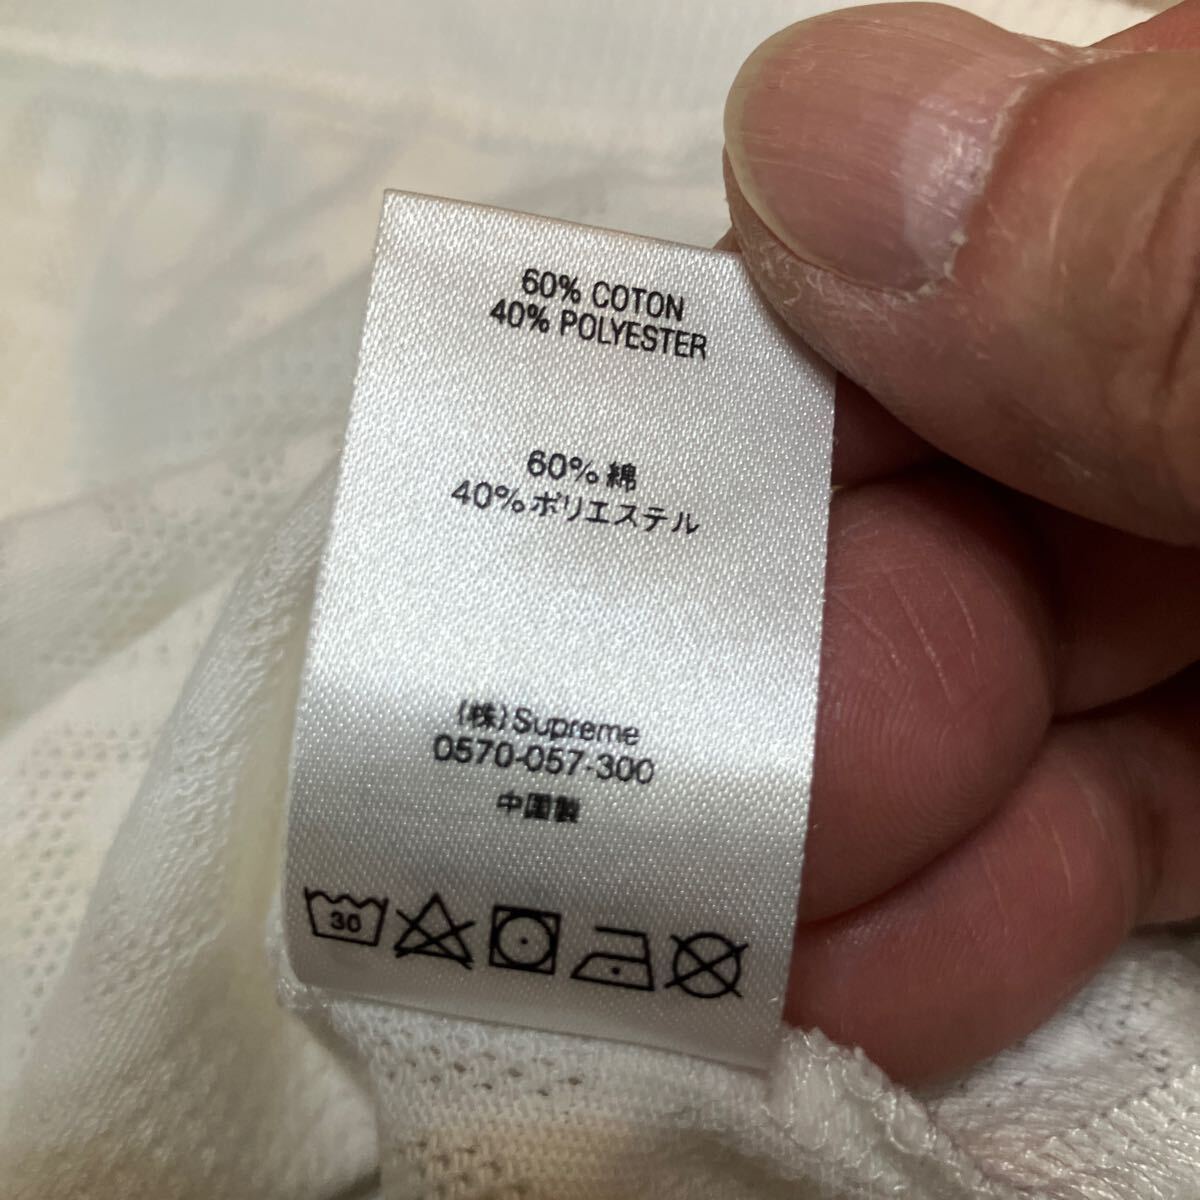 60% COTON
40% POLYESTER
60% 綿
40% ポリエステル
(株)Supreme
0570-057-300
中国製
30